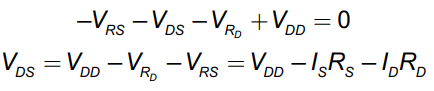 −V_RS − V_DS − V_R_D + V_DD = 0
V_DS = V_DD − V_R_D − V_RS = V_DD − I_S R_S − I_D R_D